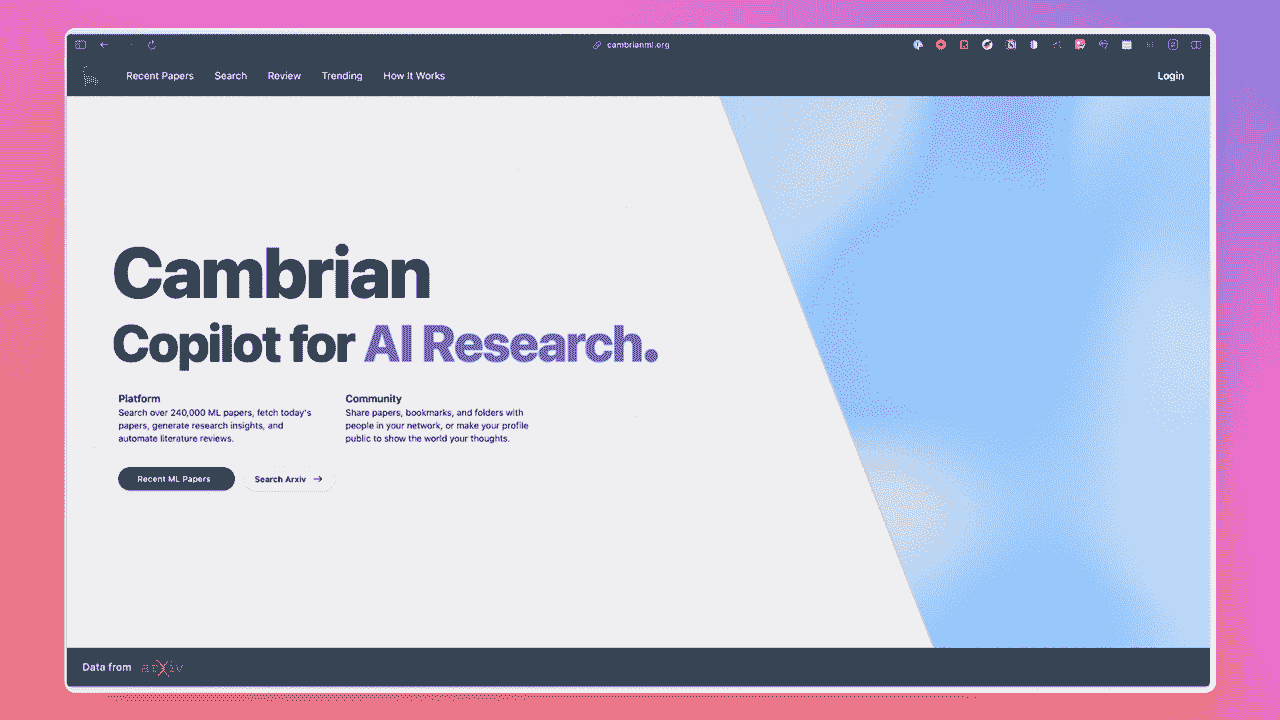 cambrianml.org
Recent Papers Search Review Trending How It Works Login
Cambrian
Copilot for AI Research.
Platform
Search over 240,000 ML papers, fetch today's
papers, generate research insights, and
automate literature reviews.
Community
Share papers, bookmarks, and folders with
people in your network, or make your profile
public to show the world your thoughts.
Recent ML Papers Search Arxiv →
Data from arXiv